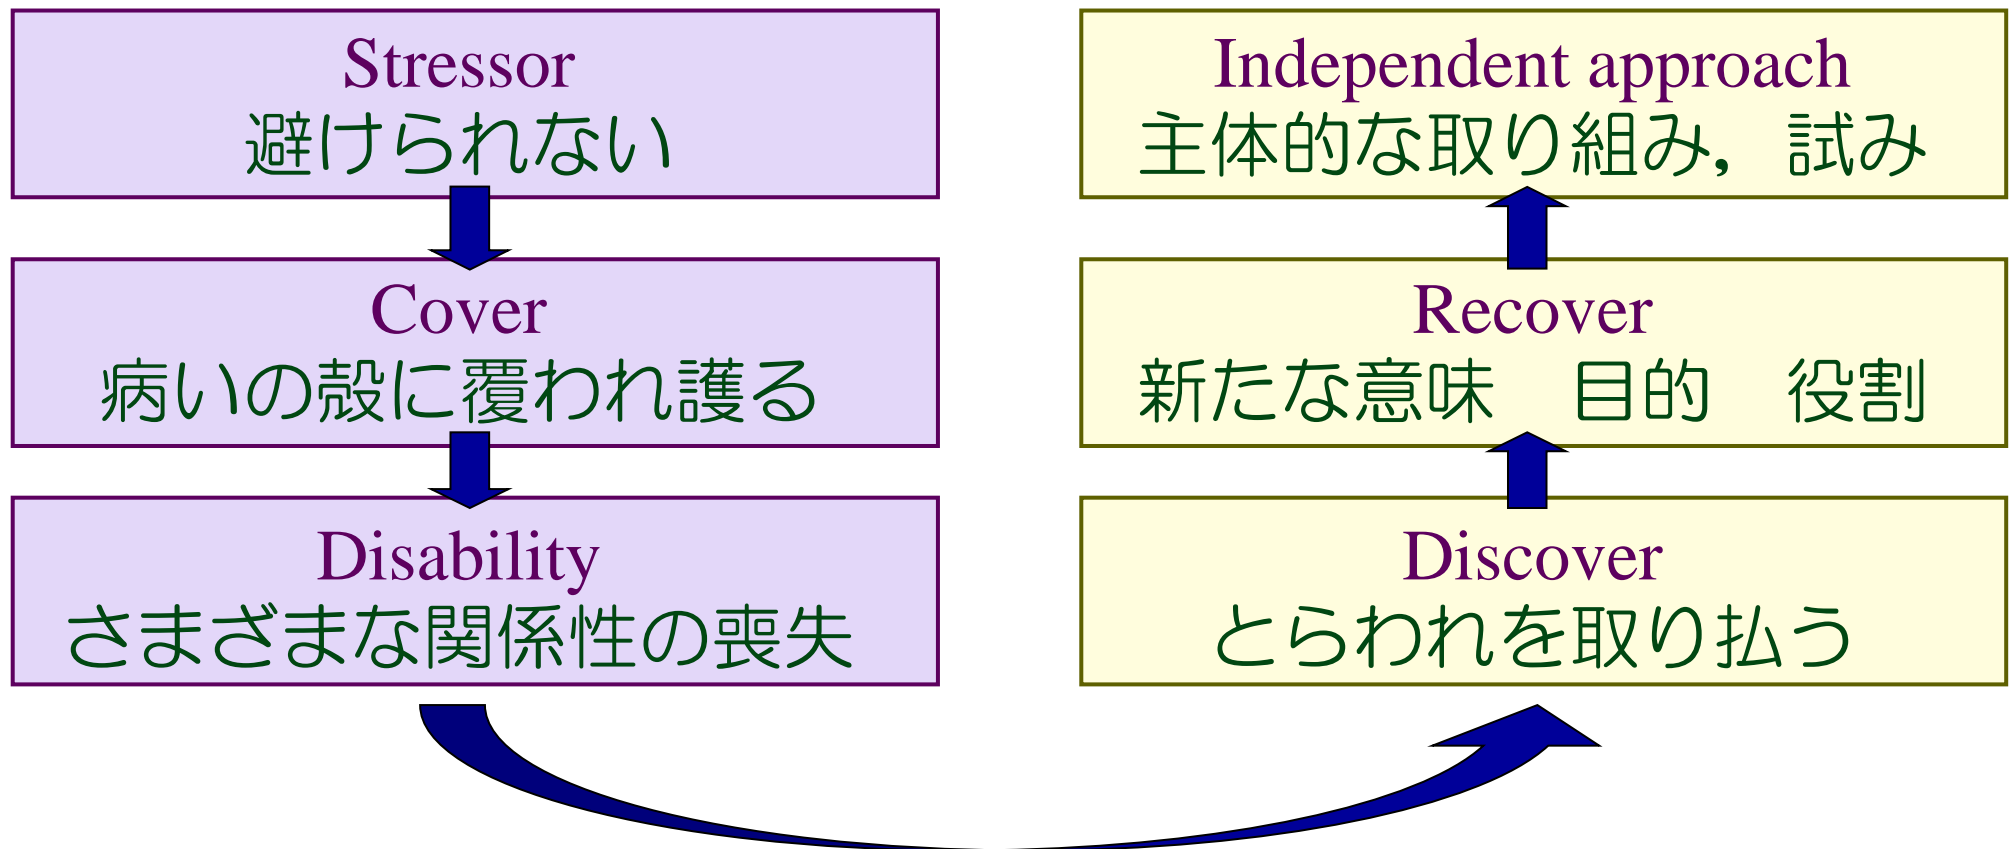 Stressor
避けられない
Cover
病いの殻に覆われ護る
Disability
さまざまな関係性の喪失
Independent approach
主体的な取り組み，試み
Recover
新たな意味　目的　役割
Discover
とらわれを取り払う